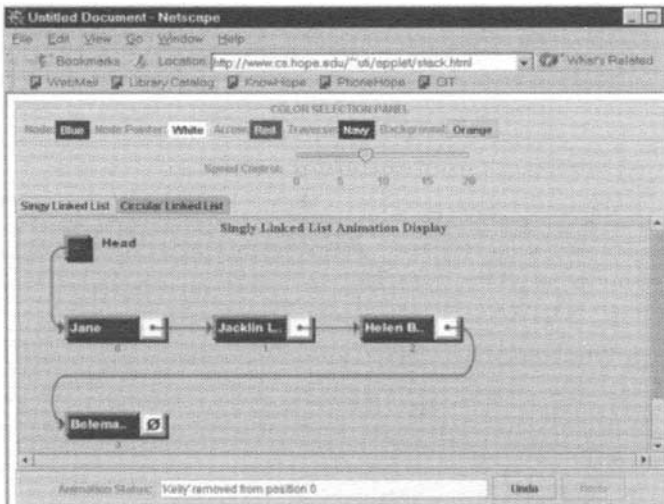 Untitled Document - Netscape
File Edit View Go Window Help
Bookmarks Location: http://www.cs.hope.edu/~ What's Related
WebMail Library Catalog KnowHope PhoneHope CIT
COLOR SELECTION PANEL
Node: Blue Node Pointer: White Arrow: Red Traverse: Navy Background: Orange
Speed Control:
0 5 10 15 20
Singy Linked List Circular Linked List
Singly Linked List Animation Display
Head
Jane Jacklin L.. Helen B..
0 1 2
Belema.. Ø
3
Animation Status: 'Kelly' removed from position 0 Undo